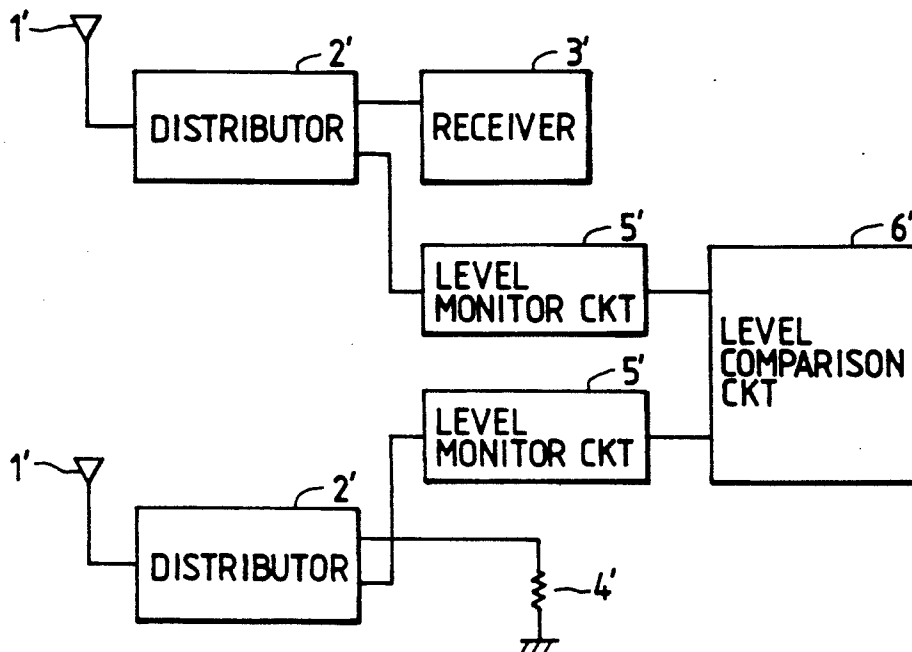 1'
2'
DISTRIBUTOR
3'
RECEIVER
5'
LEVEL
MONITOR CKT
6'
LEVEL
COMPARISON
CKT
5'
LEVEL
MONITOR CKT
1'
2'
DISTRIBUTOR
4'